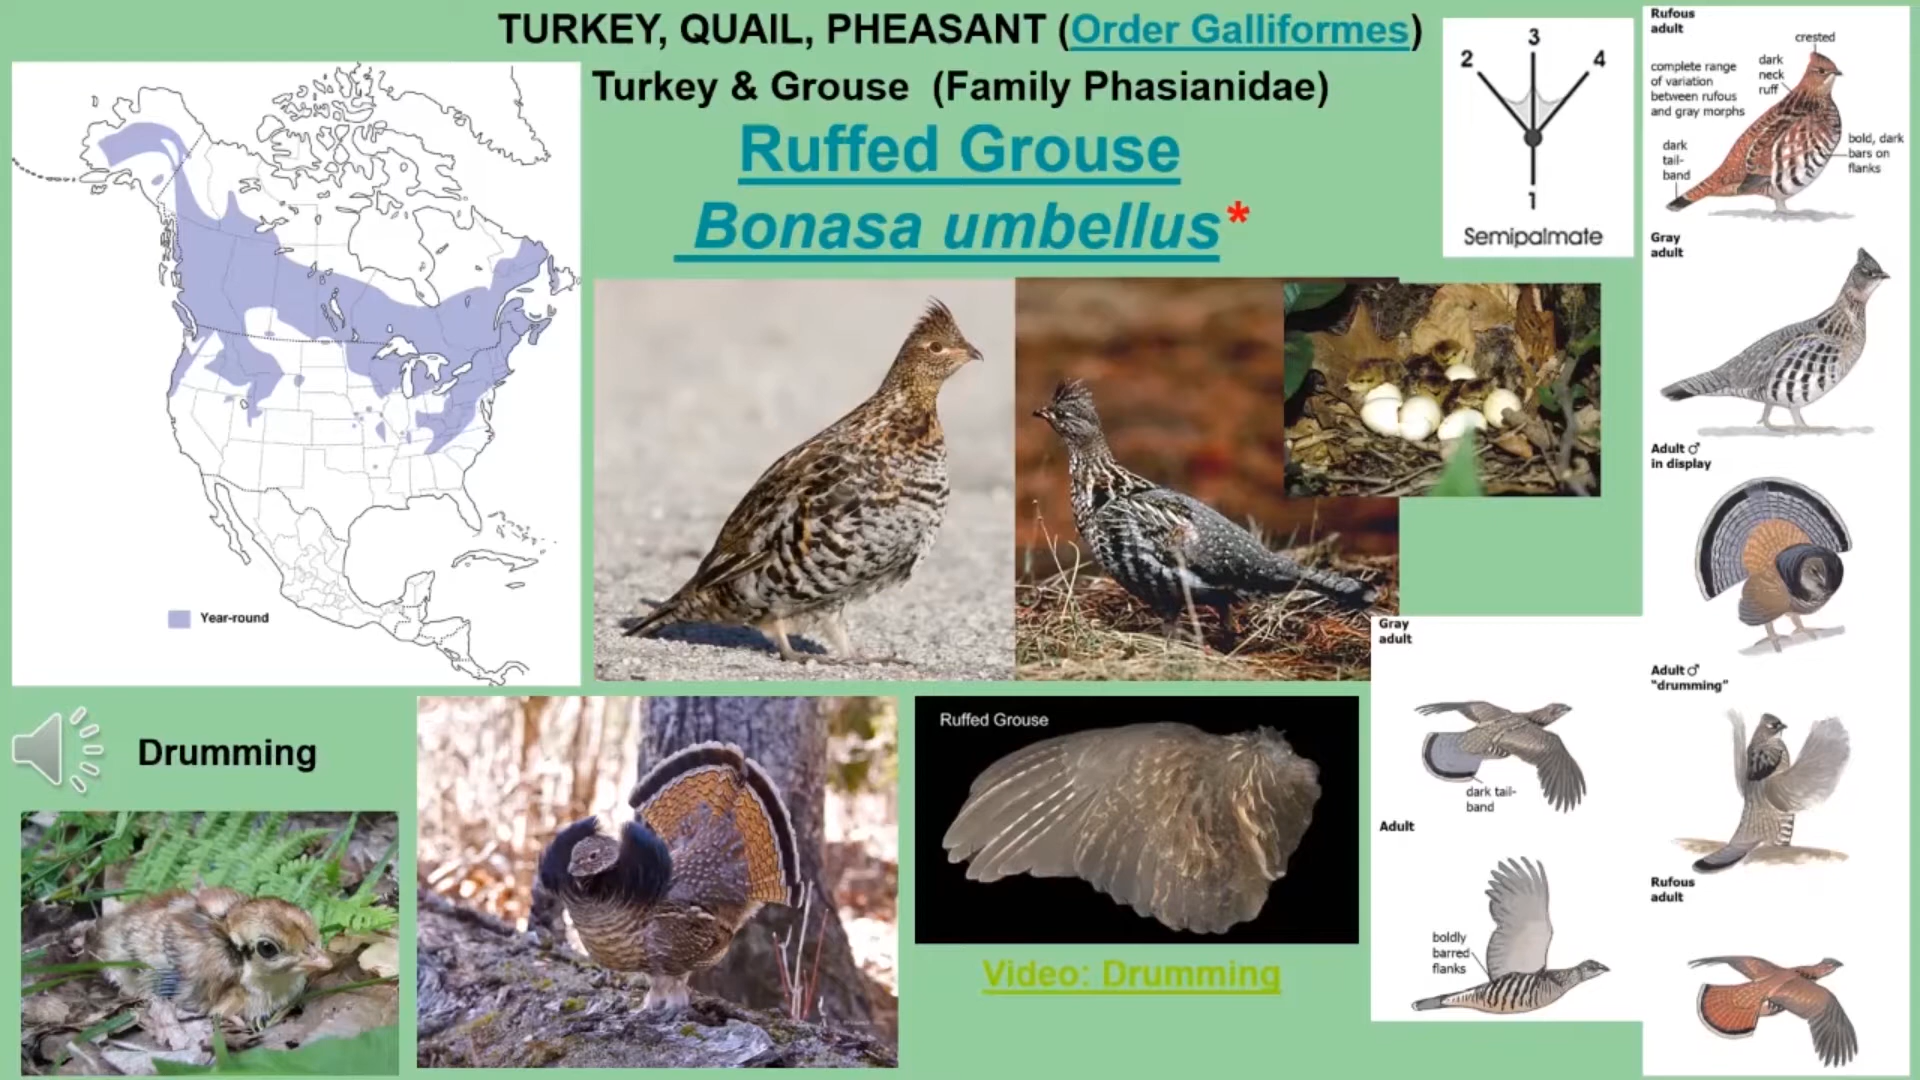 TURKEY, QUAIL, PHEASANT (Order Galliformes)
Turkey & Grouse (Family Phasianidae)
Ruffed Grouse
Bonasa umbellus*
Year-round
2
3
4
1
Semipalmate
Rufous
adult
crested
complete range
of variation
between rufous
and gray morphs
dark
neck
ruff
dark
tail-
band
bold, dark
bars on
flanks
Gray
adult
Adult ♂
in display
Adult ♂
"drumming"
Rufous
adult
Gray
adult
dark tail-
band
Adult
boldly
barred
flanks
Drumming
Ruffed Grouse
Video: Drumming